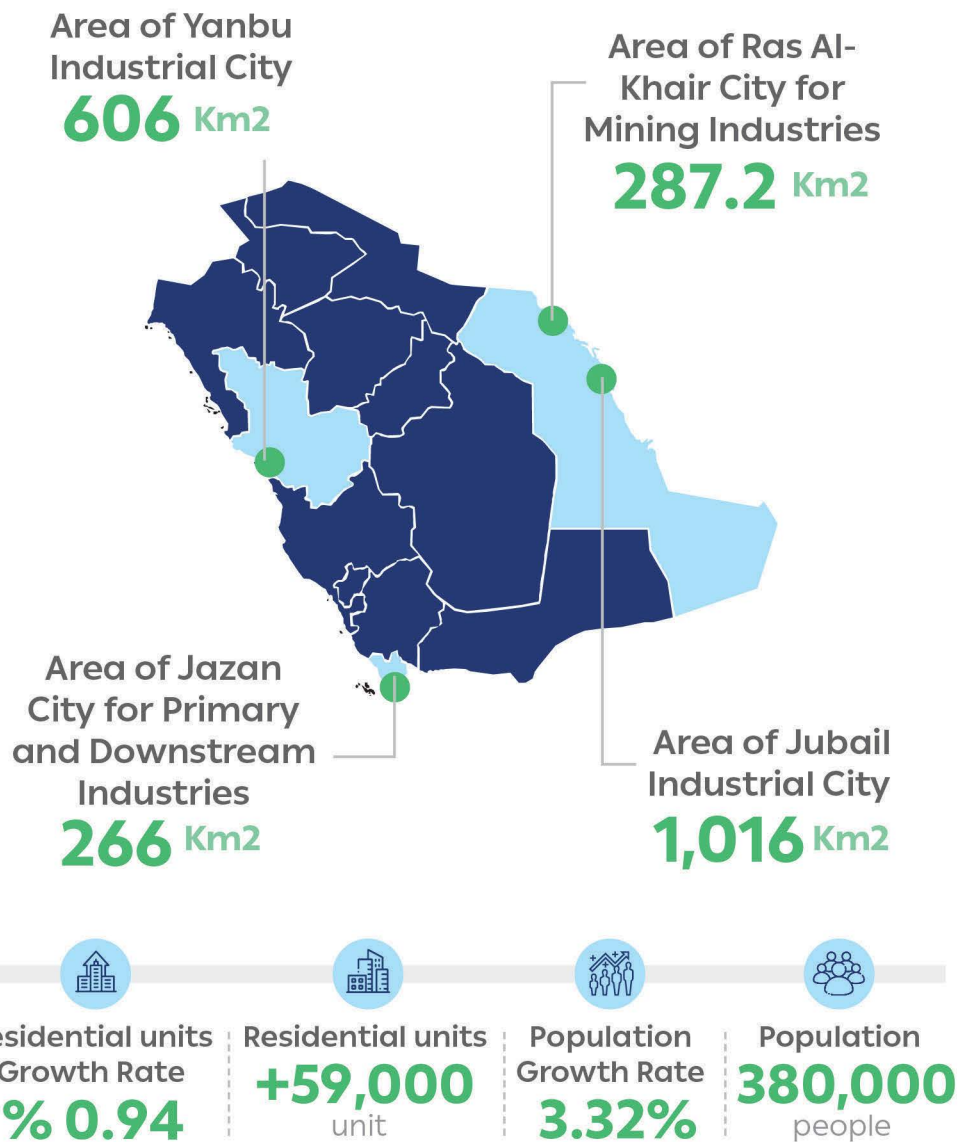 Area of Yanbu
Industrial City
606 Km2
Area of Ras Al-
Khair City for
Mining Industries
287.2 Km2
Area of Jazan
City for Primary
and Downstream
Industries
266 Km2
Area of Jubail
Industrial City
1,016 Km2
esidential units
Growth Rate
% 0.94
Residential units
+59,000
unit
Population
Growth Rate
3.32%
Population
380,000
people